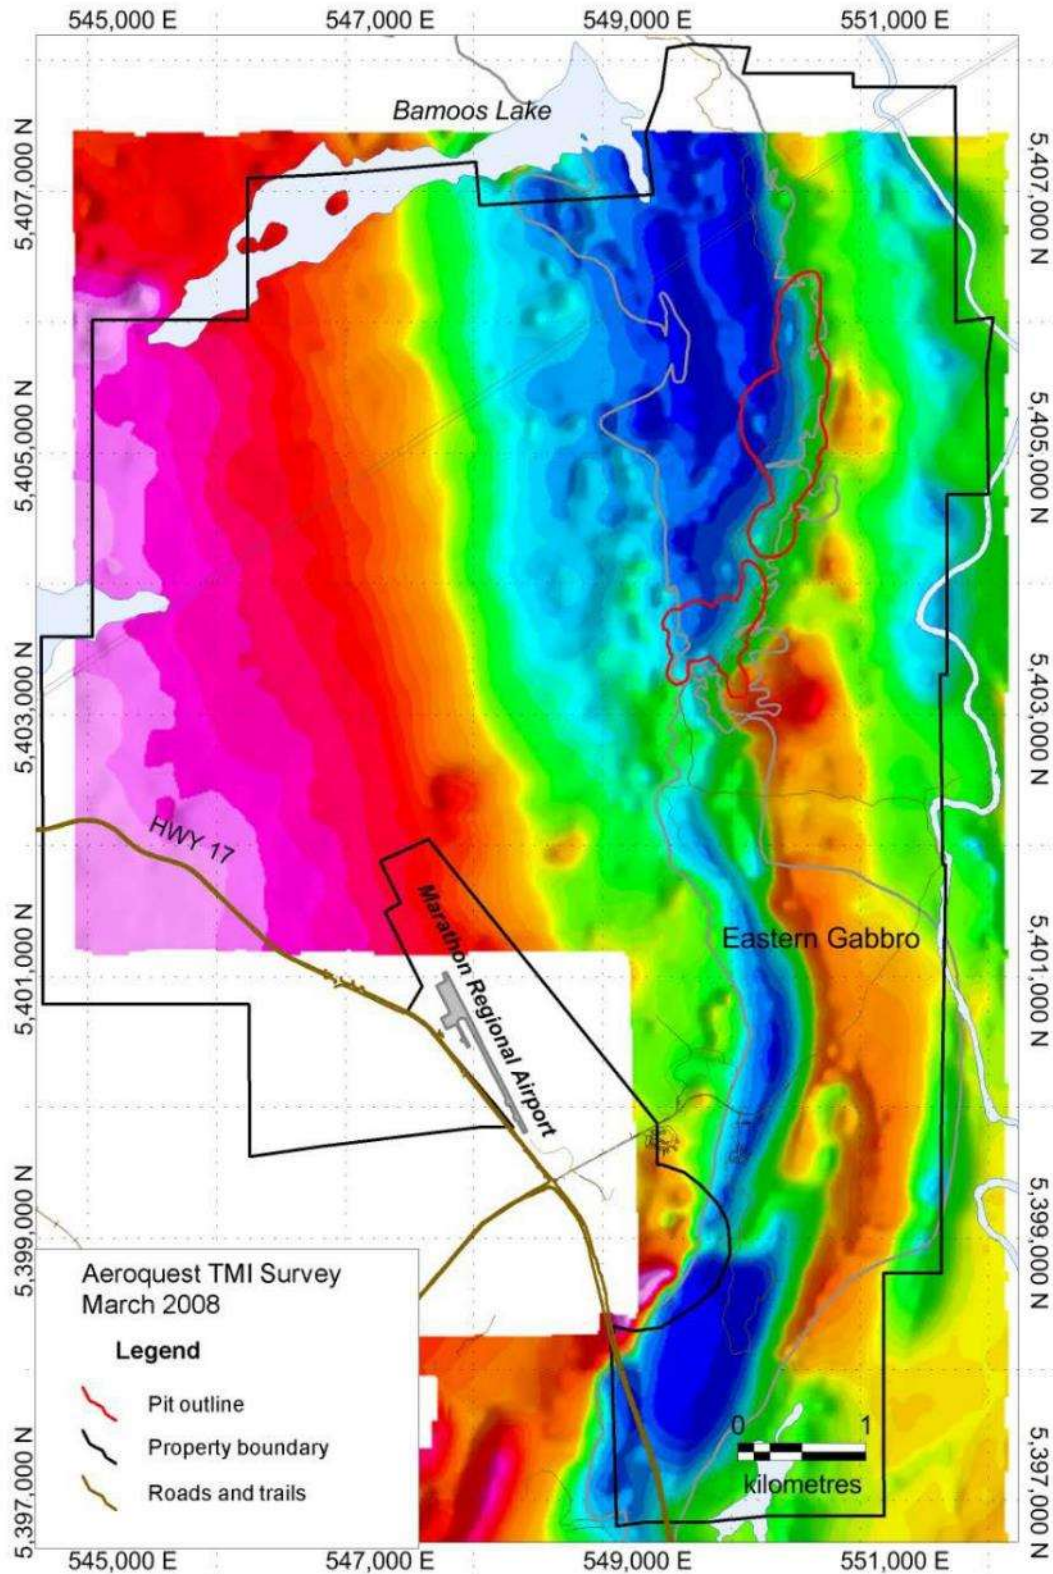 545,000 E 547,000 E 549,000 E 551,000 E
Bamoos Lake
5,407,000 N
5,407,000 N
5,405,000 N
5,405,000 N
5,403,000 N
5,403,000 N
HWY 17
Marathon Regional Airport
Eastern Gabbro
5,401,000 N
5,401,000 N
5,399,000 N
5,399,000 N
Aeroquest TMI Survey
March 2008
Legend
Pit outline
Property boundary
Roads and trails
0 1
kilometres
5,397,000 N
5,397,000 N
545,000 E 547,000 E 549,000 E 551,000 E